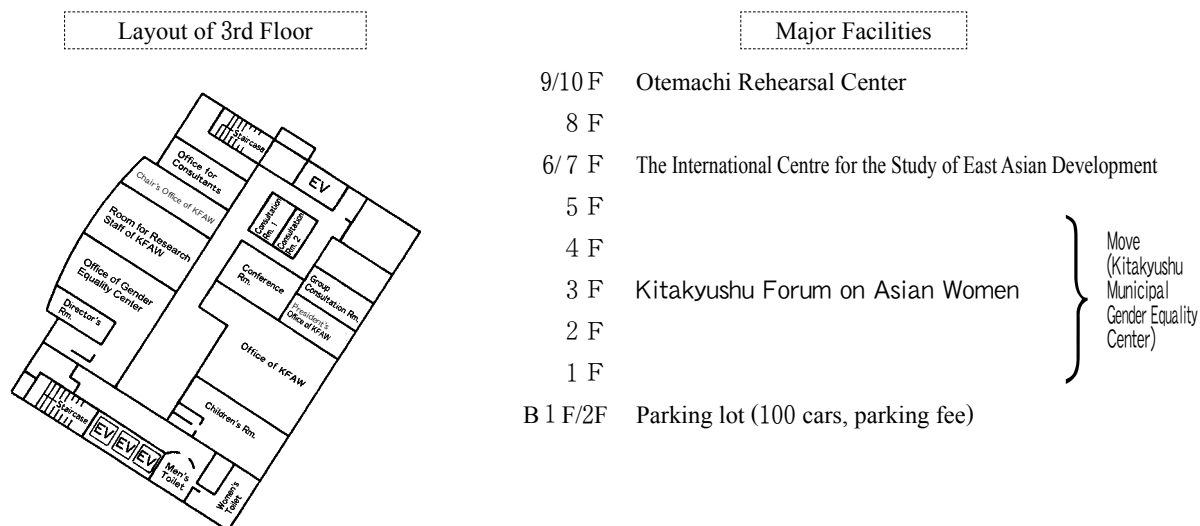 Layout of 3rd Floor
Staircase
Office for
Consultants
Chair's Office of KFAW
Room for Research
Staff of KFAW
Office of Gender
Equality Center
Director's
Rm.
EV
Consultation
Rm. 1
Consultation
Rm. 2
Conference
Rm.
Group
Consultation Rm.
President's
Office of KFAW
Office of KFAW
Children's Rm.
Staircase
EV
EV
EV
Men's
Toilet
Women's
Toilet
Major Facilities
9/10 F Otemachi Rehearsal Center
8 F
6/7 F The International Centre for the Study of East Asian Development
5 F
4 F
3 F Kitakyushu Forum on Asian Women
2 F
1 F
B 1 F/2F Parking lot (100 cars, parking fee)
Move
(Kitakyushu
Municipal
Gender Equality
Center)